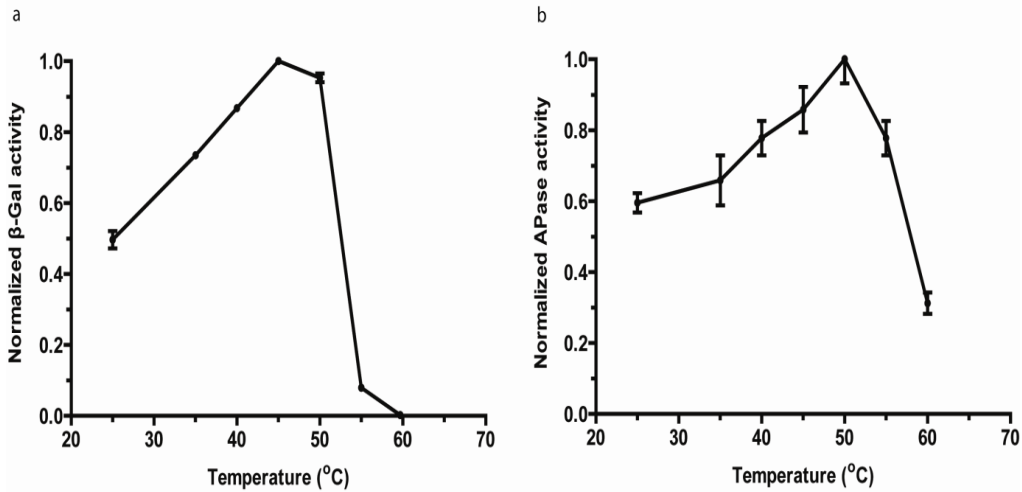 a
Normalized β-Gal activity
1.0
0.8
0.6
0.4
0.2
0.0
20 30 40 50 60 70
Temperature (°C)
b
Normalized APase activity
1.0
0.8
0.6
0.4
0.2
0.0
20 30 40 50 60 70
Temperature (°C)